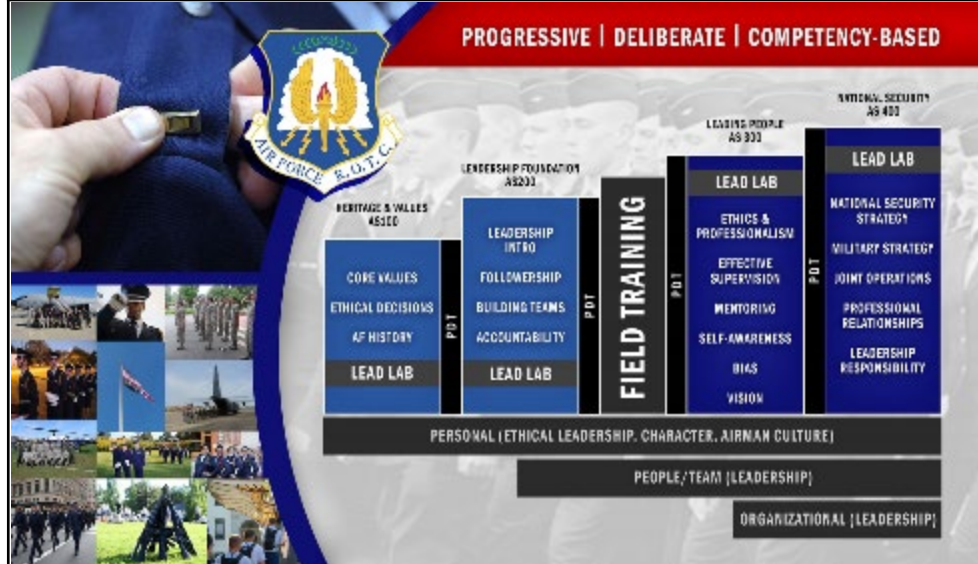 PROGRESSIVE | DELIBERATE | COMPETENCY-BASED
AIR FORCE R.O.T.C.
HERITAGE & VALUES
AS100
CORE VALUES
ETHICAL DECISIONS
AF HISTORY
LEAD LAB
PDT
LEADERSHIP FOUNDATION
AS200
LEADERSHIP
INTRO
FOLLOWERSHIP
BUILDING TEAMS
ACCOUNTABILITY
LEAD LAB
PDT
FIELD TRAINING
PDT
LEADING PEOPLE
AS 300
LEAD LAB
ETHICS &
PROFESSIONALISM
EFFECTIVE
SUPERVISION
MENTORING
SELF-AWARENESS
BIAS
VISION
PDT
NATIONAL SECURITY
AS 400
LEAD LAB
NATIONAL SECURITY
STRATEGY
MILITARY STRATEGY
JOINT OPERATIONS
PROFESSIONAL
RELATIONSHIPS
LEADERSHIP
RESPONSIBILITY
PERSONAL (ETHICAL LEADERSHIP, CHARACTER, AIRMAN CULTURE)
PEOPLE/TEAM (LEADERSHIP)
ORGANIZATIONAL (LEADERSHIP)